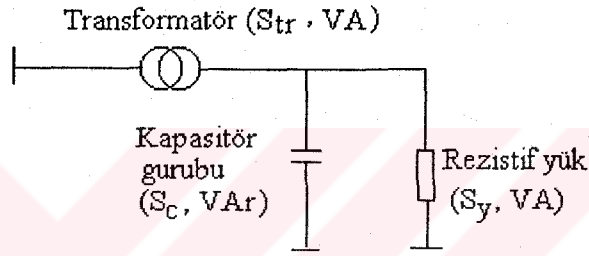 Transformatör (Str , VA)
Kapasitör
gurubu
(Sc, VAr)
Rezistif yük
(Sy, VA)